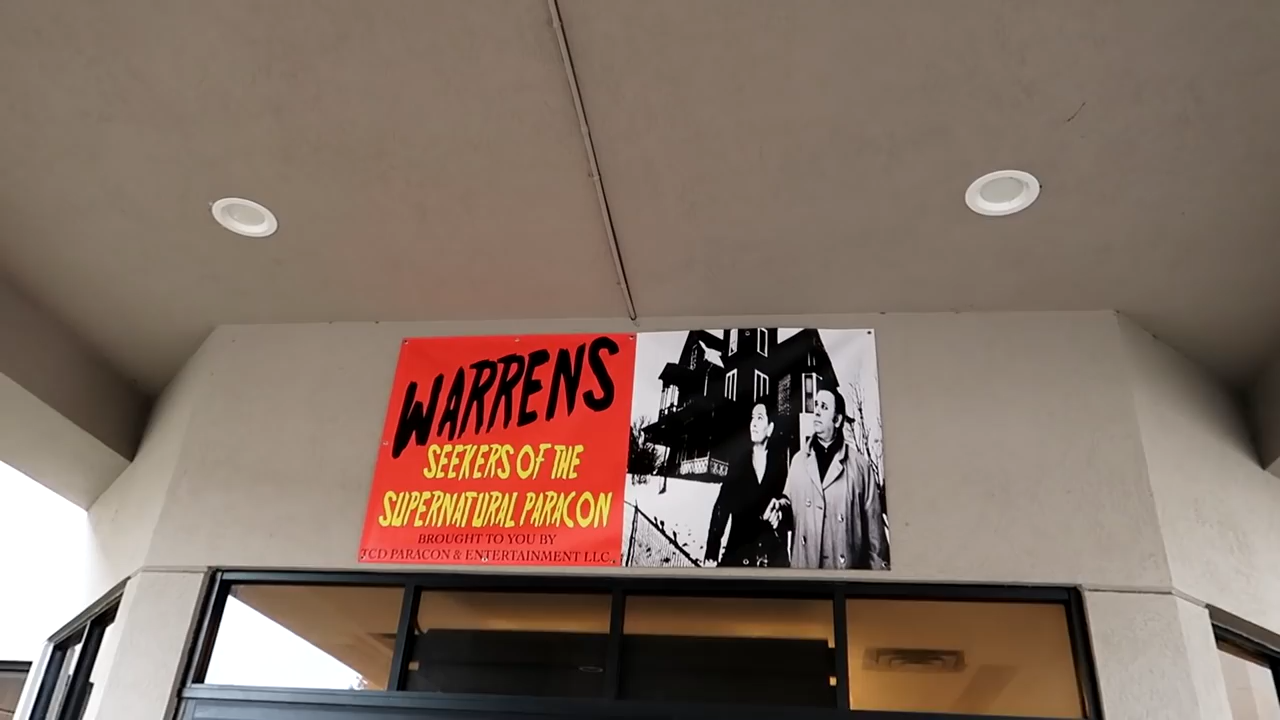 WARRENS
SEEKERS OF THE
SUPERNATURAL PARACON
BROUGHT TO YOU BY
TCD PARACON & ENTERTAINMENT LLC.